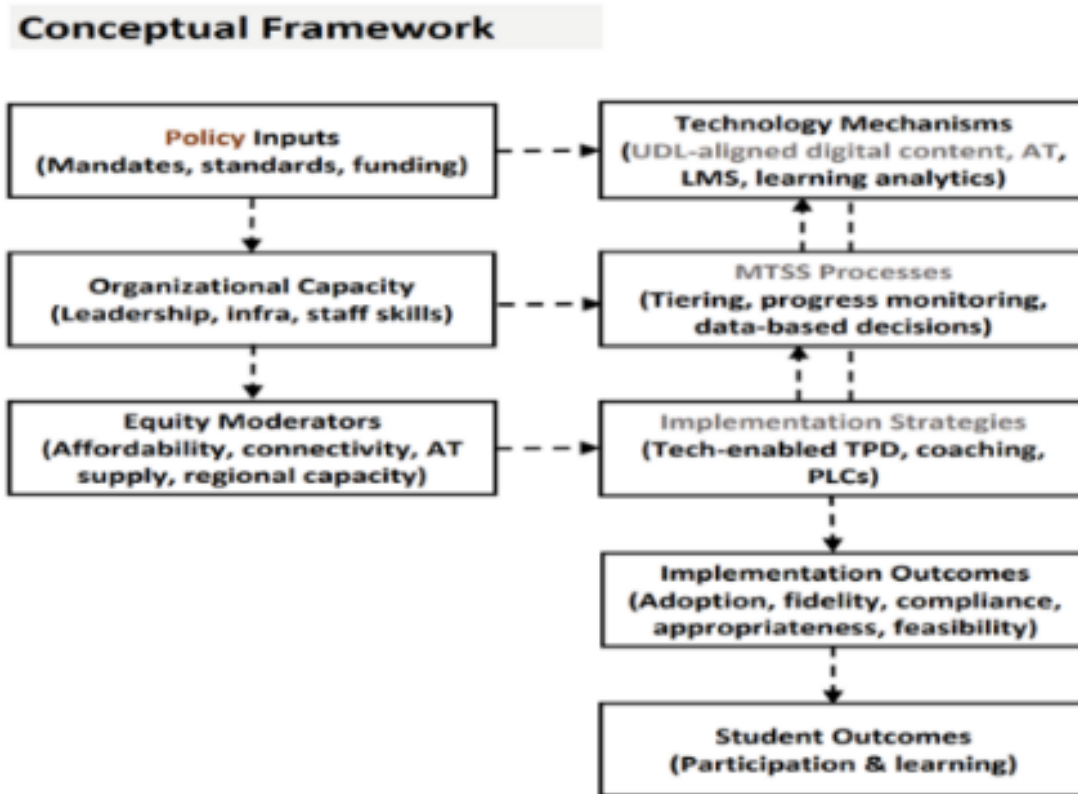 Conceptual Framework
Policy Inputs
(Mandates, standards, funding)
Technology Mechanisms
(UDL-aligned digital content, AT,
LMS, learning analytics)
Organizational Capacity
(Leadership, infra, staff skills)
MTSS Processes
(Tiering, progress monitoring,
data-based decisions)
Equity Moderators
(Affordability, connectivity, AT
supply, regional capacity)
Implementation Strategies
(Tech-enabled TPD, coaching,
PLCs)
Implementation Outcomes
(Adoption, fidelity, compliance,
appropriateness, feasibility)
Student Outcomes
(Participation & learning)